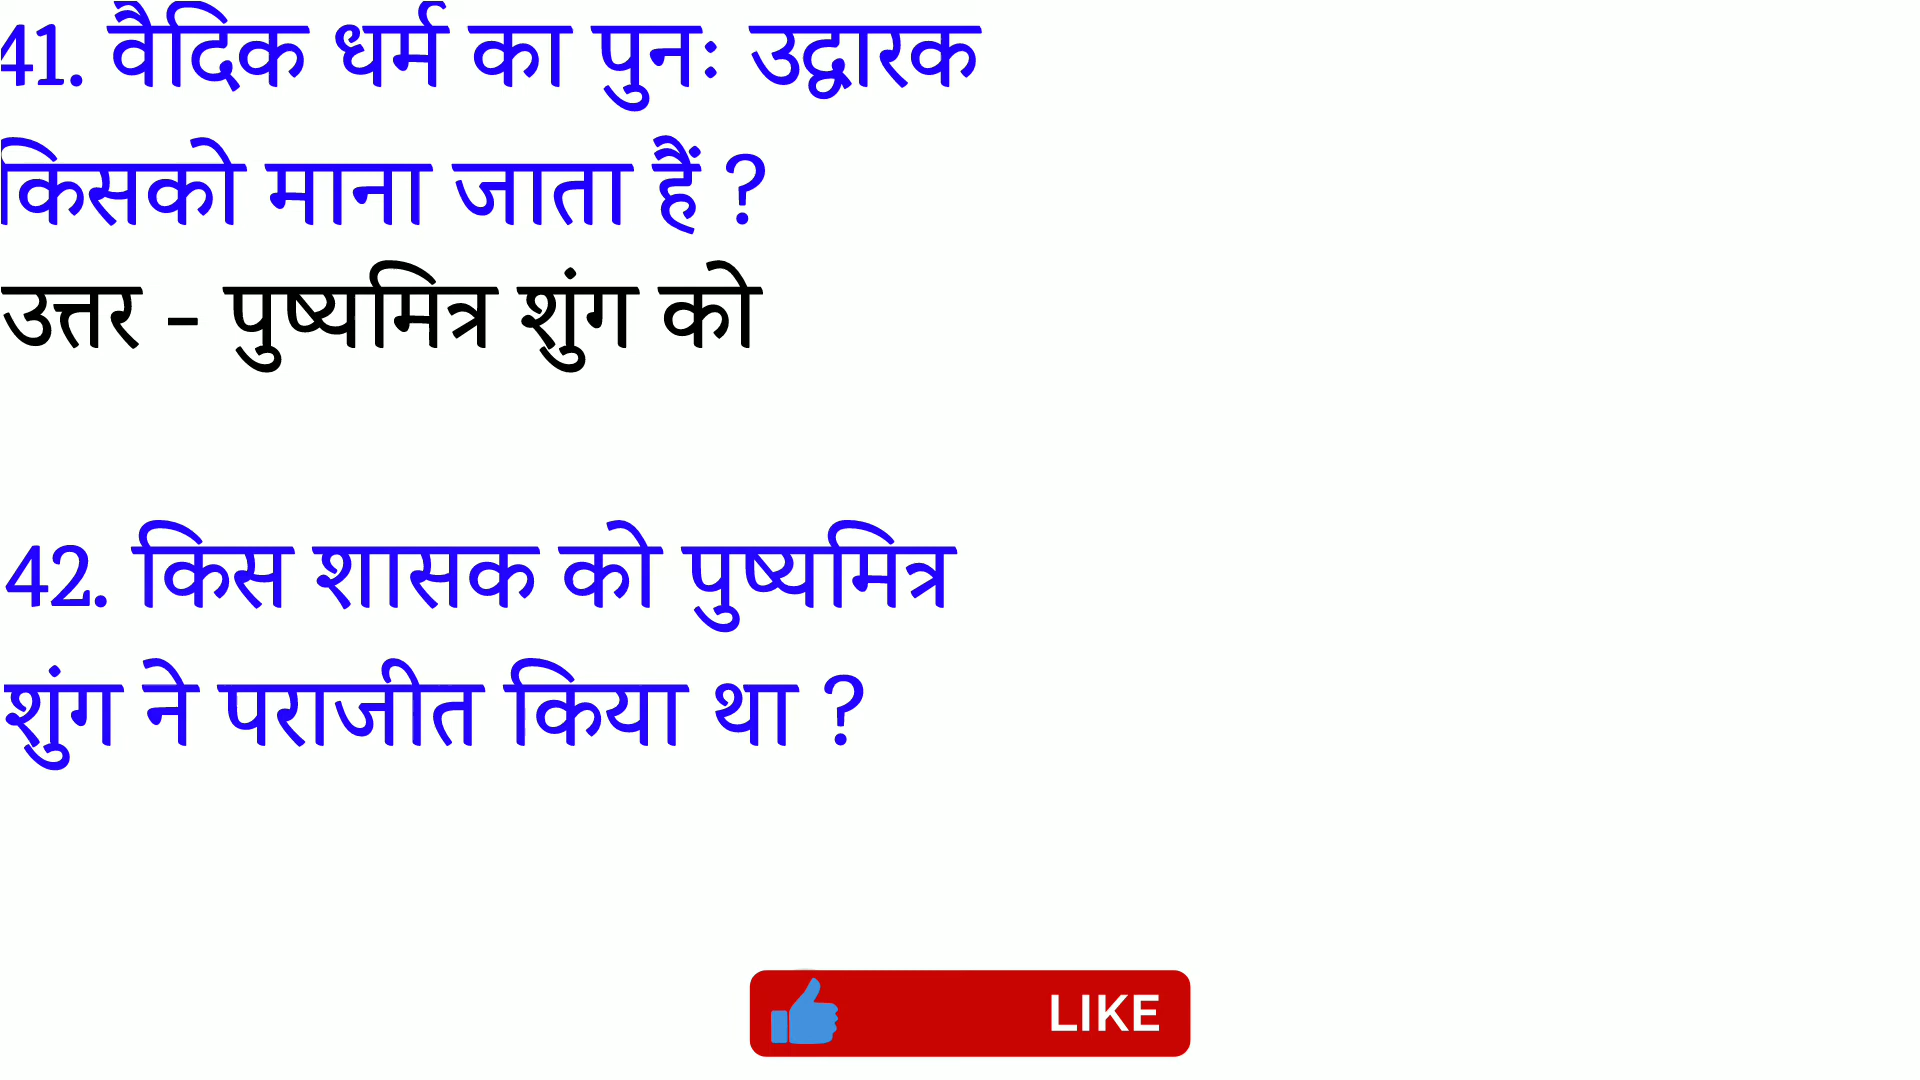 41. वैदिक धर्म का पुनः उद्वारक
किसको माना जाता हैं ?
उत्तर - पुष्यमित्र शुंग को
42. किस शासक को पुष्यमित्र
शुंग ने पराजीत किया था ?
LIKE